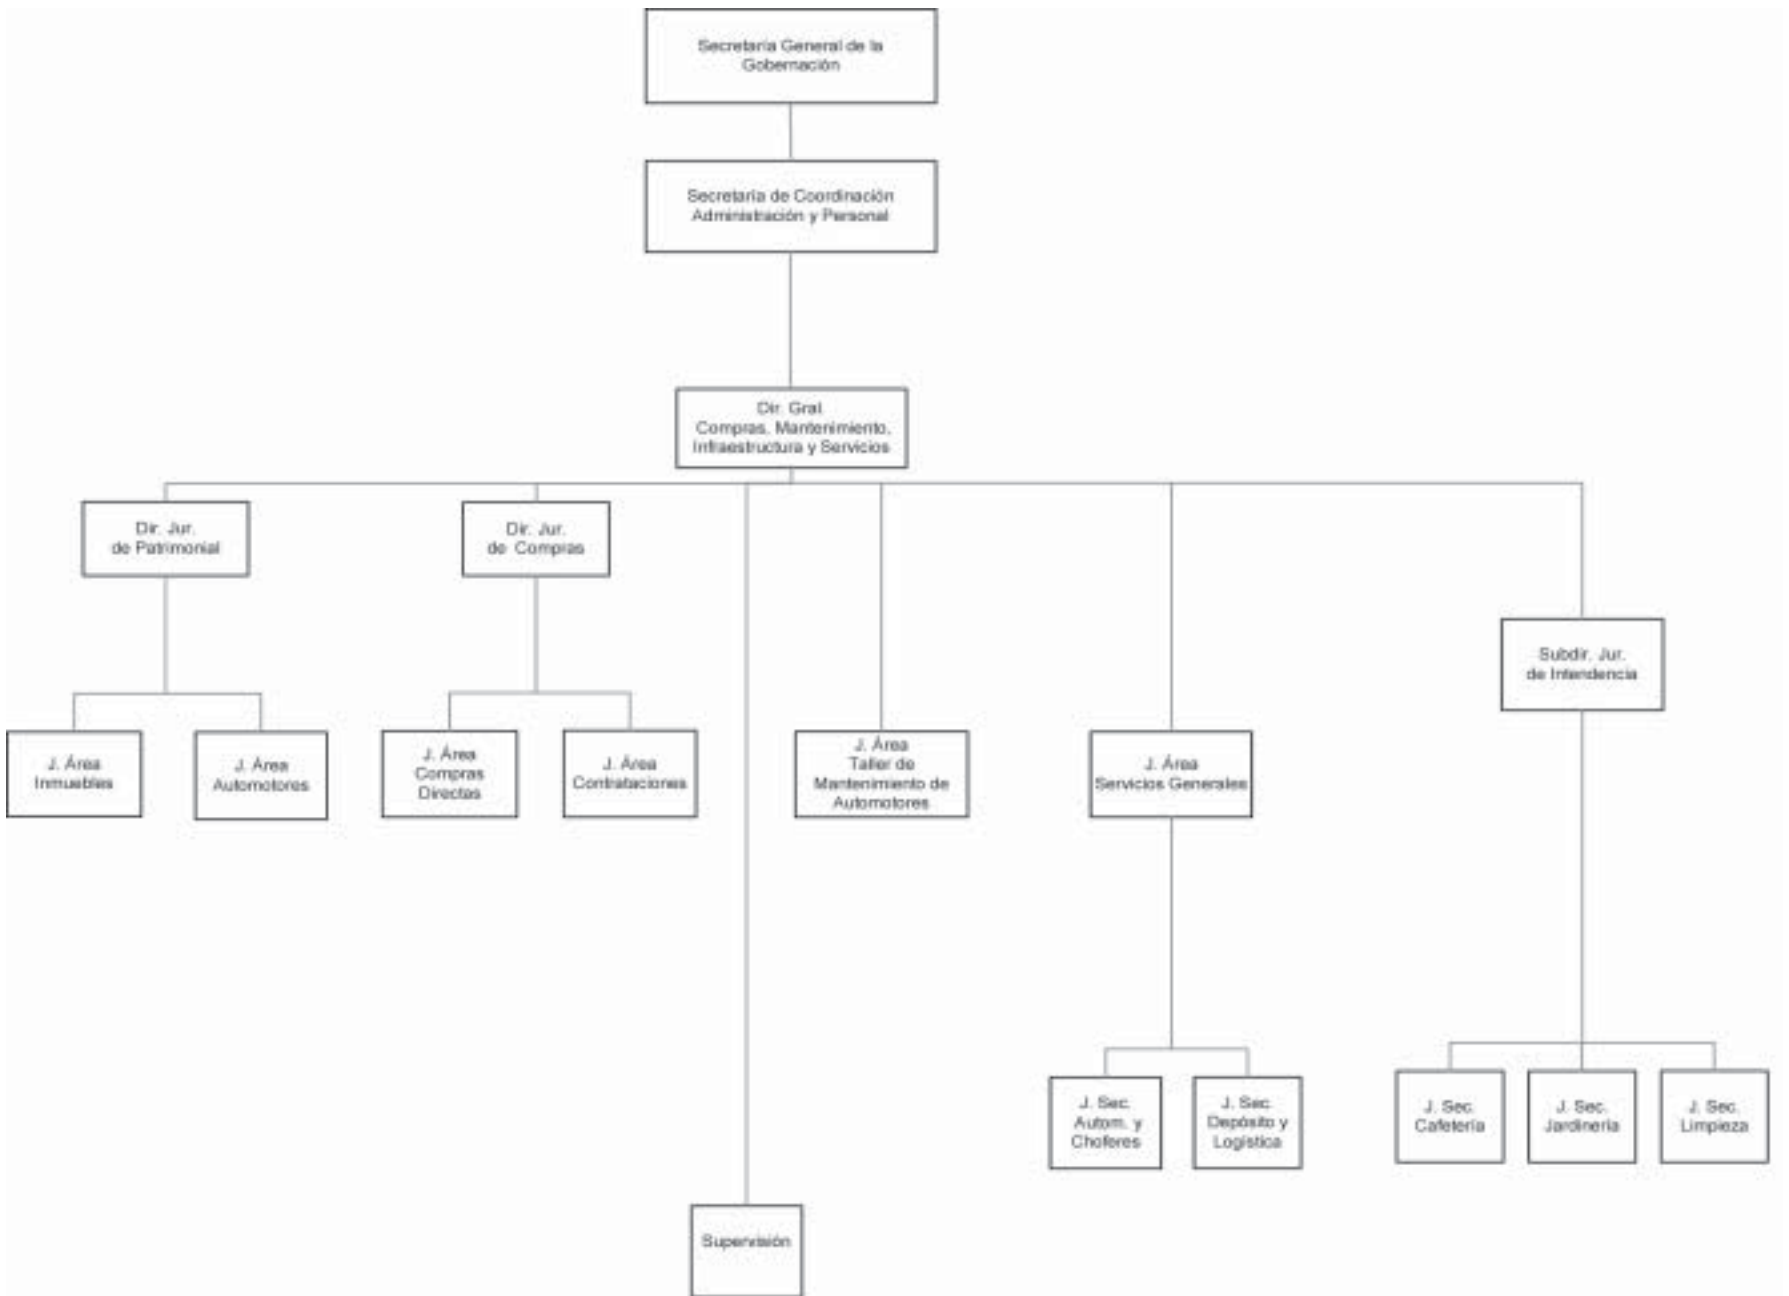 Secretaría General de la
Gobernación
Secretaría de Coordinación
Administración y Personal
Dir. Gral.
Compras, Mantenimiento,
Infraestructura y Servicios
Dir. Jur.
de Patrimonial
Dir. Jur.
de Compras
Subdir. Jur.
de Intendencia
J. Área
Inmuebles
J. Área
Automotores
J. Área
Compras
Directas
J. Área
Contrataciones
J. Área
Taller de
Mantenimiento de
Automotores
J. Área
Servicios Generales
J. Sec.
Autom. y
Choferes
J. Sec.
Depósito y
Logística
J. Sec.
Cafetería
J. Sec.
Jardinería
J. Sec.
Limpieza
Supervisión